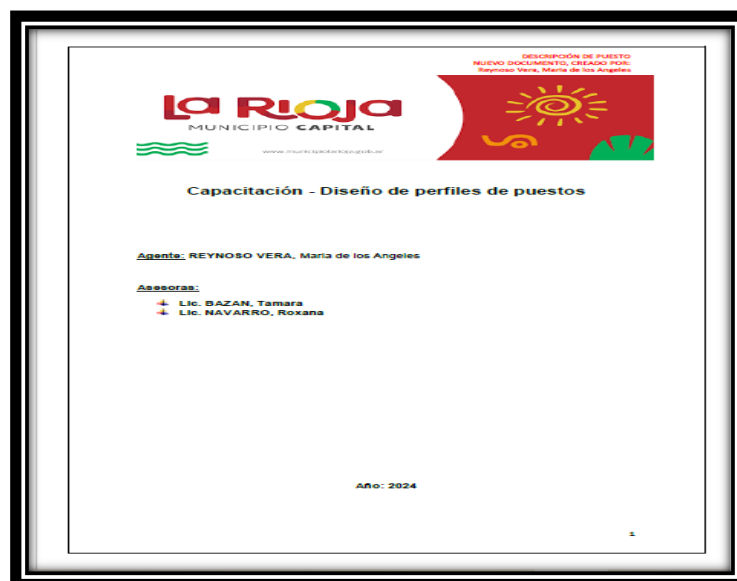 DESCRIPCIÓN DE PUESTO
NUEVO DOCUMENTO, CREADO POR:
Reynoso Vera, María de los Angeles
La Rioja
MUNICIPIO CAPITAL
Capacitación - Diseño de perfiles de puestos
Agente: REYNOSO VERA, María de los Angeles
Asesoras:
Lic. BAZAN, Tamara
Lic. NAVARRO, Roxana
Año: 2024
1